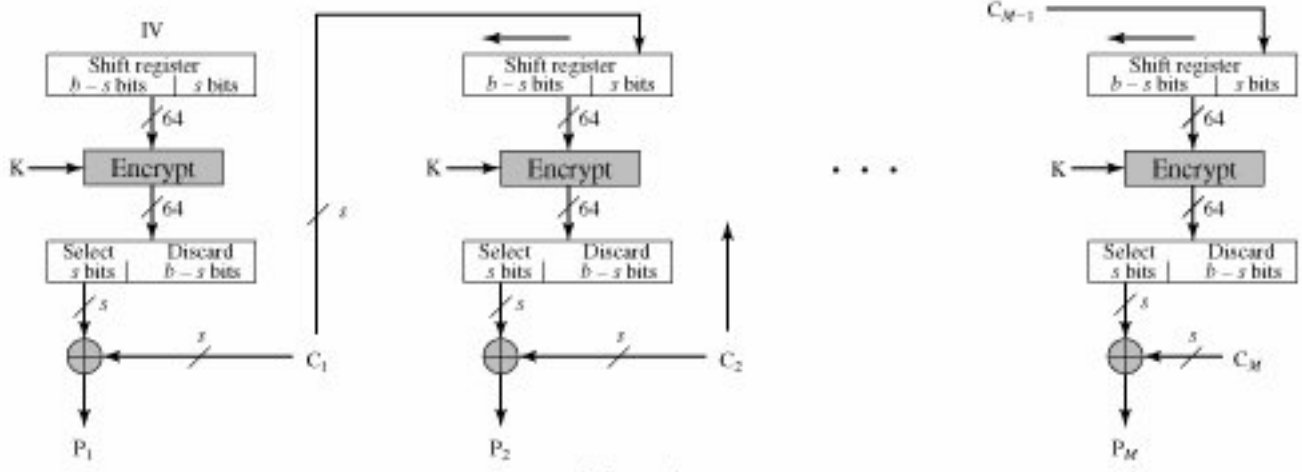 IV
Shift register
b – s bits | s bits
64
K
Encrypt
64
Select Discard
s bits | b – s bits
s
s
C1
P1
s
Shift register
b – s bits | s bits
64
K
Encrypt
64
Select Discard
s bits | b – s bits
s
s
C2
P2
. . .
CM–1
Shift register
b – s bits | s bits
64
K
Encrypt
64
Select Discard
s bits | b – s bits
s
s
CM
PM